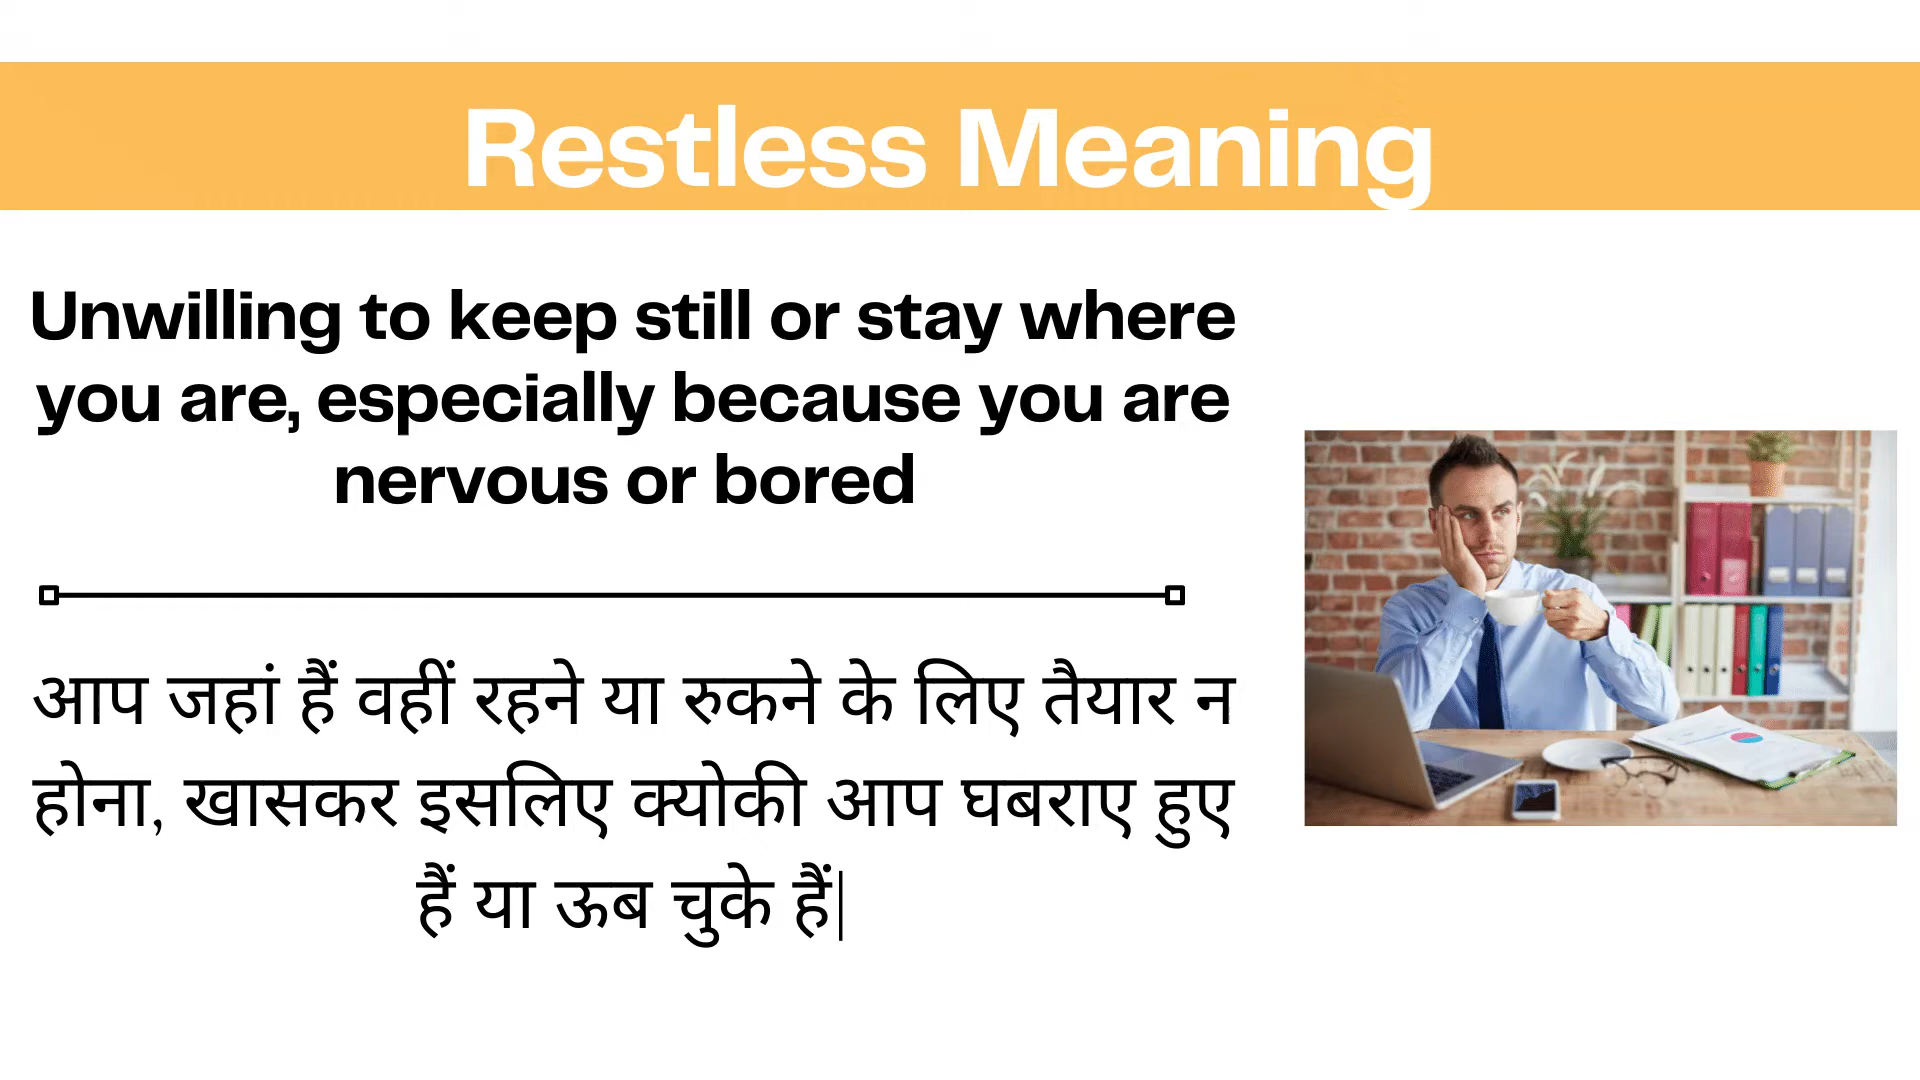 Restless Meaning
Unwilling to keep still or stay where
you are, especially because you are
nervous or bored
आप जहां हैं वहीं रहने या रुकने के लिए तैयार न
होना, खासकर इसलिए क्योकी आप घबराए हुए
हैं या ऊब चुके हैं|